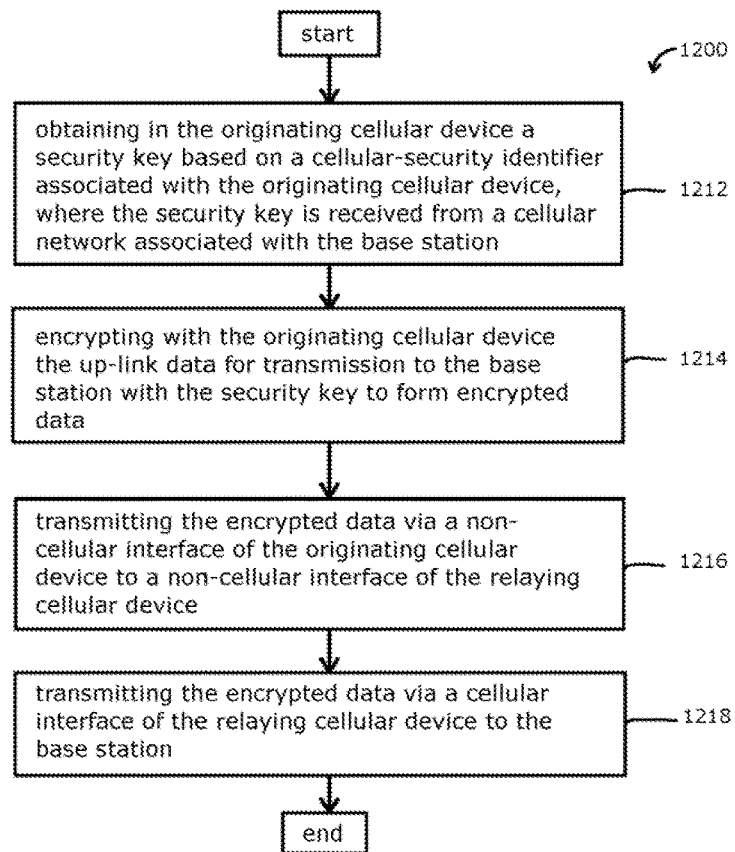 start
1200
obtaining in the originating cellular device a
security key based on a cellular-security identifier
associated with the originating cellular device,
where the security key is received from a cellular
network associated with the base station
1212
encrypting with the originating cellular device
the up-link data for transmission to the base
station with the security key to form encrypted
data
1214
transmitting the encrypted data via a non-
cellular interface of the originating cellular
device to a non-cellular interface of the relaying
cellular device
1216
transmitting the encrypted data via a cellular
interface of the relaying cellular device to the
base station
1218
end